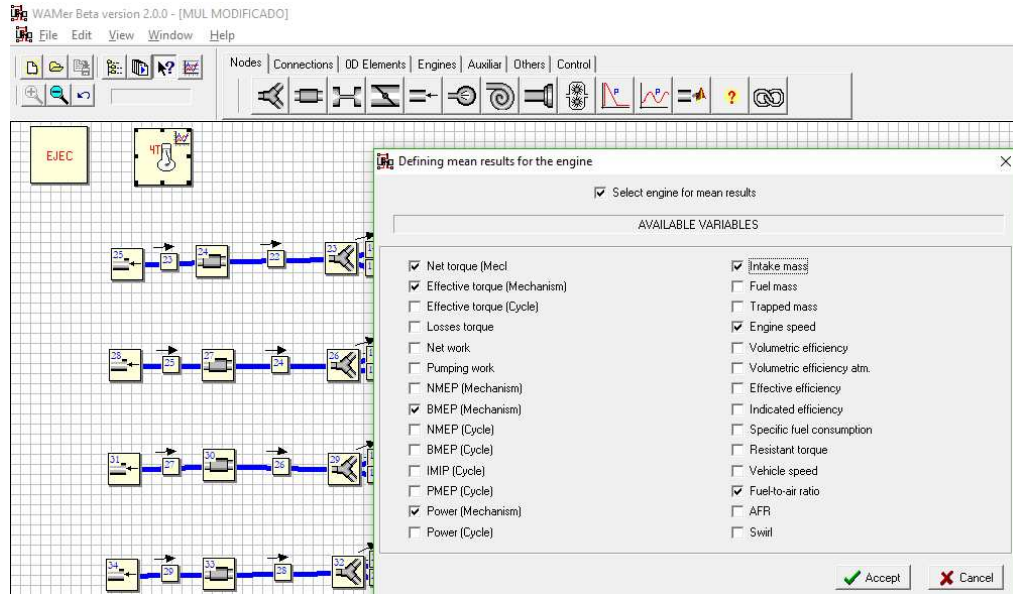 WAMer Beta version 2.0.0 - [MUL MODIFICADO]
File Edit View Window Help
Nodes Connections 0D Elements Engines Auxiliar Others Control
EJEC
4T
Defining mean results for the engine
Select engine for mean results
AVAILABLE VARIABLES
Net torque (Mecl
Effective torque (Mechanism)
Effective torque (Cycle)
Losses torque
Net work
Pumping work
NMEP (Mechanism)
BMEP (Mechanism)
NMEP (Cycle)
BMEP (Cycle)
IMIP (Cycle)
PMEP (Cycle)
Power (Mechanism)
Power (Cycle)
Intake mass
Fuel mass
Trapped mass
Engine speed
Volumetric efficiency
Volumetric efficiency atm.
Effective efficiency
Indicated efficiency
Specific fuel consumption
Resistant torque
Vehicle speed
Fuel-to-air ratio
AFR
Swirl
Accept Cancel
25 23 24 22 23
28 25 27 24 26
31 27 30 26 29
34 29 33 28 32